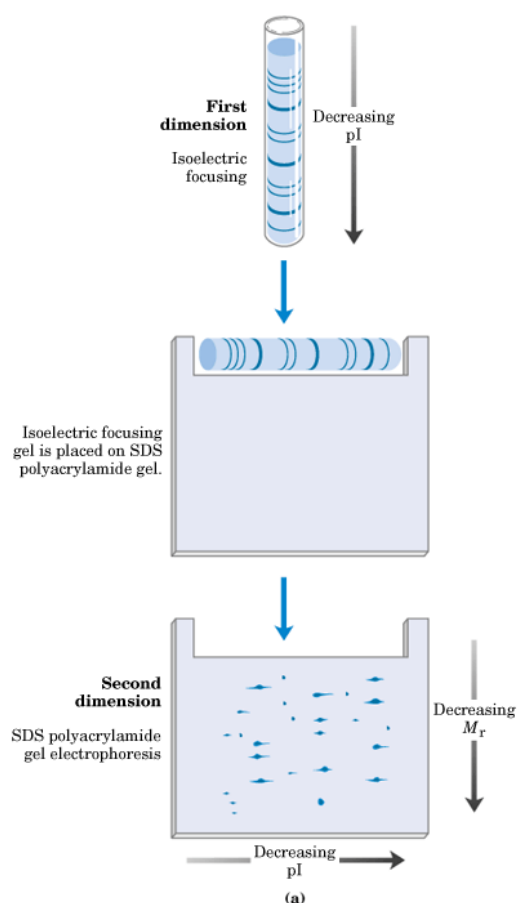 First
dimension
Isoelectric
focusing
Decreasing
pI
Isoelectric focusing
gel is placed on SDS
polyacrylamide gel.
Second
dimension
SDS polyacrylamide
gel electrophoresis
Decreasing
Mr
Decreasing
pI
(a)